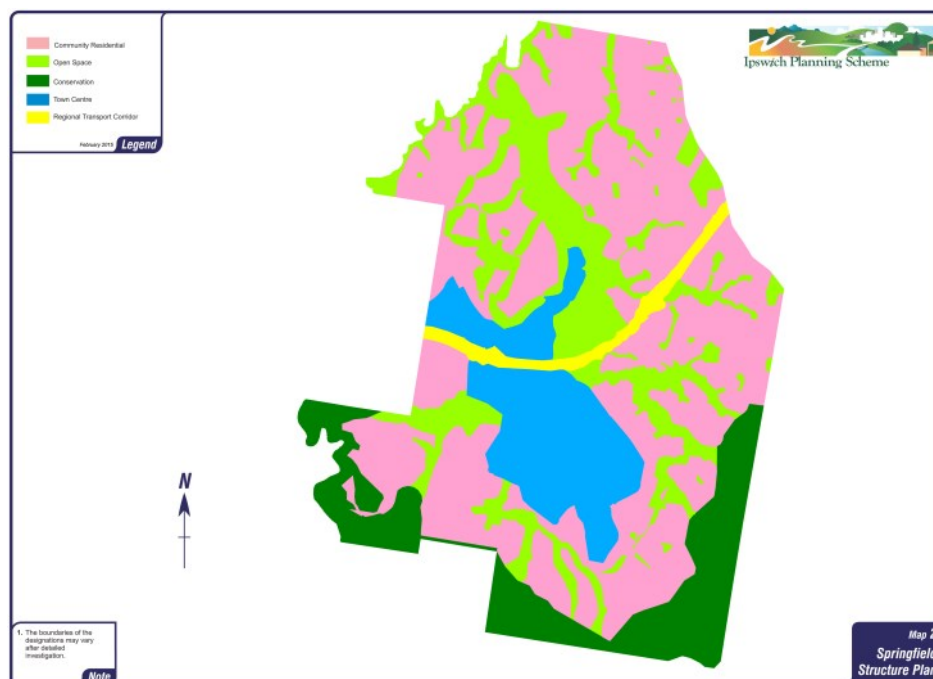 Community Residential
Open Space
Conservation
Town Centre
Regional Transport Corridor
February 2015
Legend
Ipswich Planning Scheme
N
1. The boundaries of the
designations may vary
after detailed
investigation.
Note
Map 2
Springfield
Structure Plan